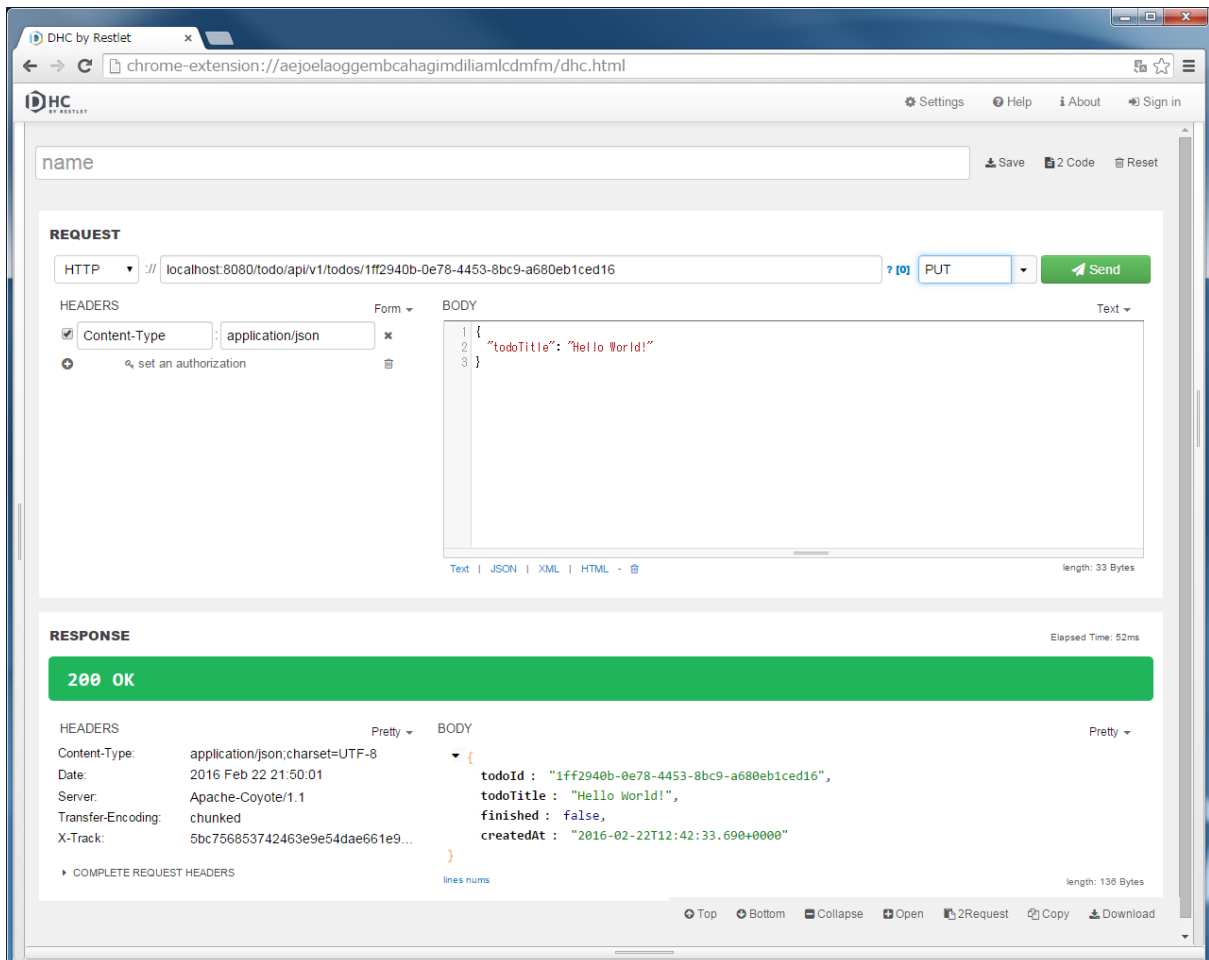 DHC by Restlet
chrome-extension://aejoelaoggembcahagimdiliamlcdmfm/dhc.html
DHC BY RESTLET Settings Help About Sign in
name Save 2 Code Reset
REQUEST
HTTP :// localhost:8080/todo/api/v1/todos/1ff2940b-0e78-4453-8bc9-a680eb1ced16 ? [0] PUT Send
HEADERS Form BODY Text
Content-Type : application/json
set an authorization
1 {
2 "todoTitle": "Hello World!"
3 }
Text | JSON | XML | HTML - length: 33 Bytes
RESPONSE Elapsed Time: 52ms
200 OK
HEADERS Pretty BODY Pretty
Content-Type: application/json;charset=UTF-8
Date: 2016 Feb 22 21:50:01
Server: Apache-Coyote/1.1
Transfer-Encoding: chunked
X-Track: 5bc756853742463e9e54dae661e9...
COMPLETE REQUEST HEADERS
{
todoId : "1ff2940b-0e78-4453-8bc9-a680eb1ced16",
todoTitle : "Hello World!",
finished : false,
createdAt : "2016-02-22T12:42:33.690+0000"
}
lines nums length: 136 Bytes
Top Bottom Collapse Open 2Request Copy Download